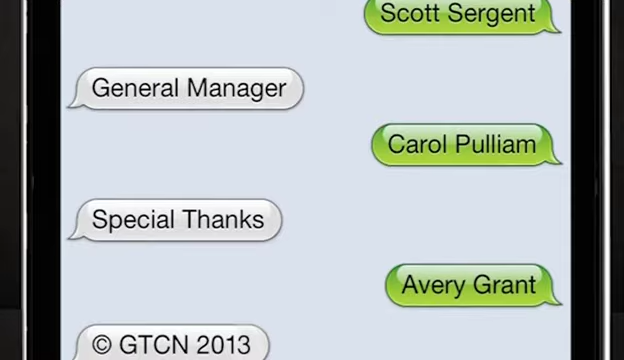 Scott Sergent
General Manager
Carol Pulliam
Special Thanks
Avery Grant
© GTCN 2013